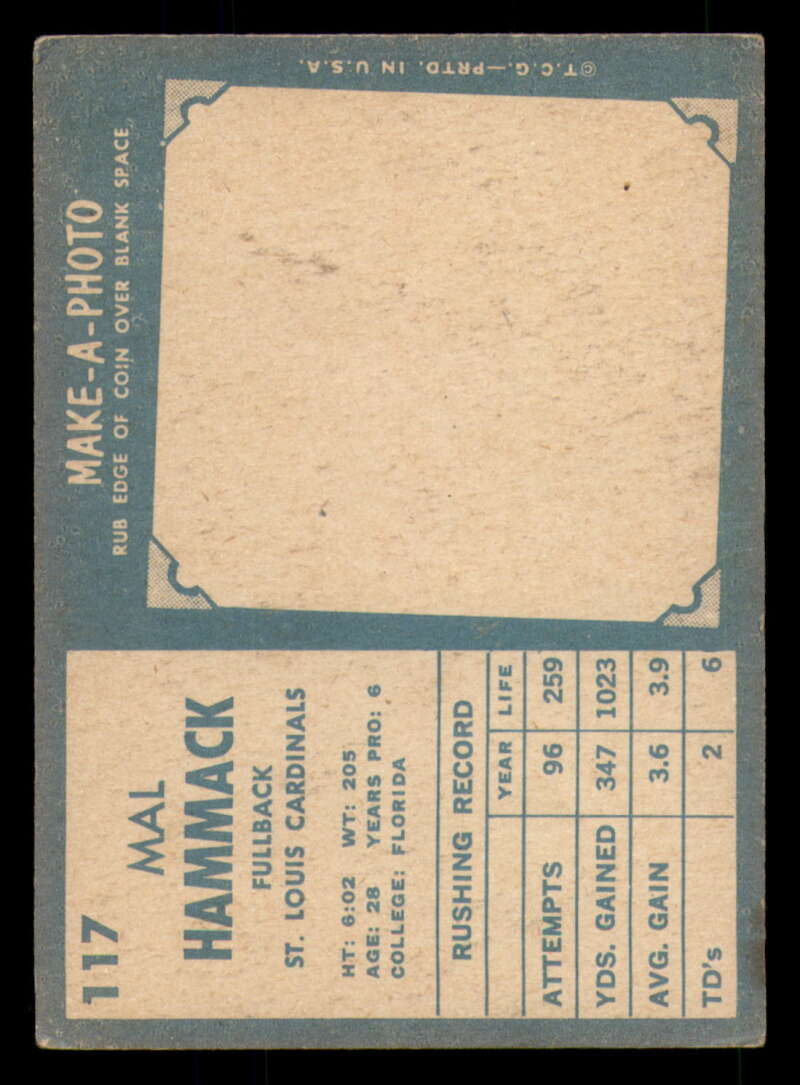 117
MAL
HAMMACK
FULLBACK
ST. LOUIS CARDINALS
HT: 6:02 WT: 205
AGE: 28 YEARS PRO: 6
COLLEGE: FLORIDA
RUSHING RECORD
YEAR LIFE
ATTEMPTS 96 259
YDS. GAINED 347 1023
AVG. GAIN 3.6 3.9
TD's 2 6
MAKE-A-PHOTO
RUB EDGE OF COIN OVER BLANK SPACE
©T.C.G.—PRTD. IN U.S.A.